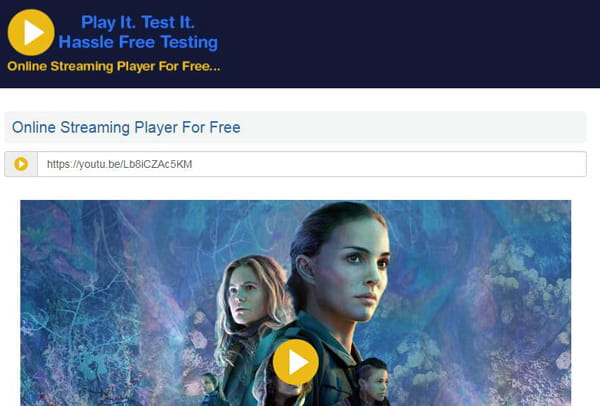 Play It. Test It.
Hassle Free Testing
Online Streaming Player For Free...
Online Streaming Player For Free
https://youtu.be/Lb8iCZAc5KM